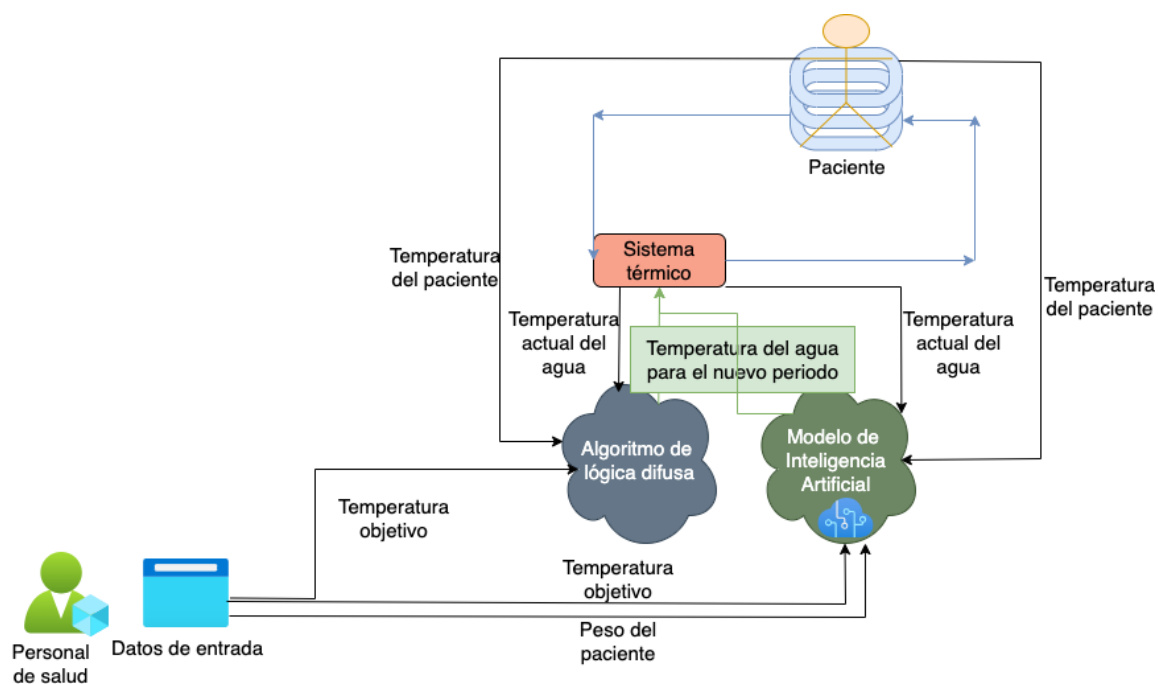 Paciente
Sistema
térmico
Temperatura
del paciente
Temperatura
del paciente
Temperatura
actual del
agua
Temperatura
actual del
agua
Temperatura del agua
para el nuevo periodo
Algoritmo de
lógica difusa
Modelo de
Inteligencia
Artificial
Temperatura
objetivo
Temperatura
objetivo
Peso del
paciente
Datos de entrada
Personal
de salud